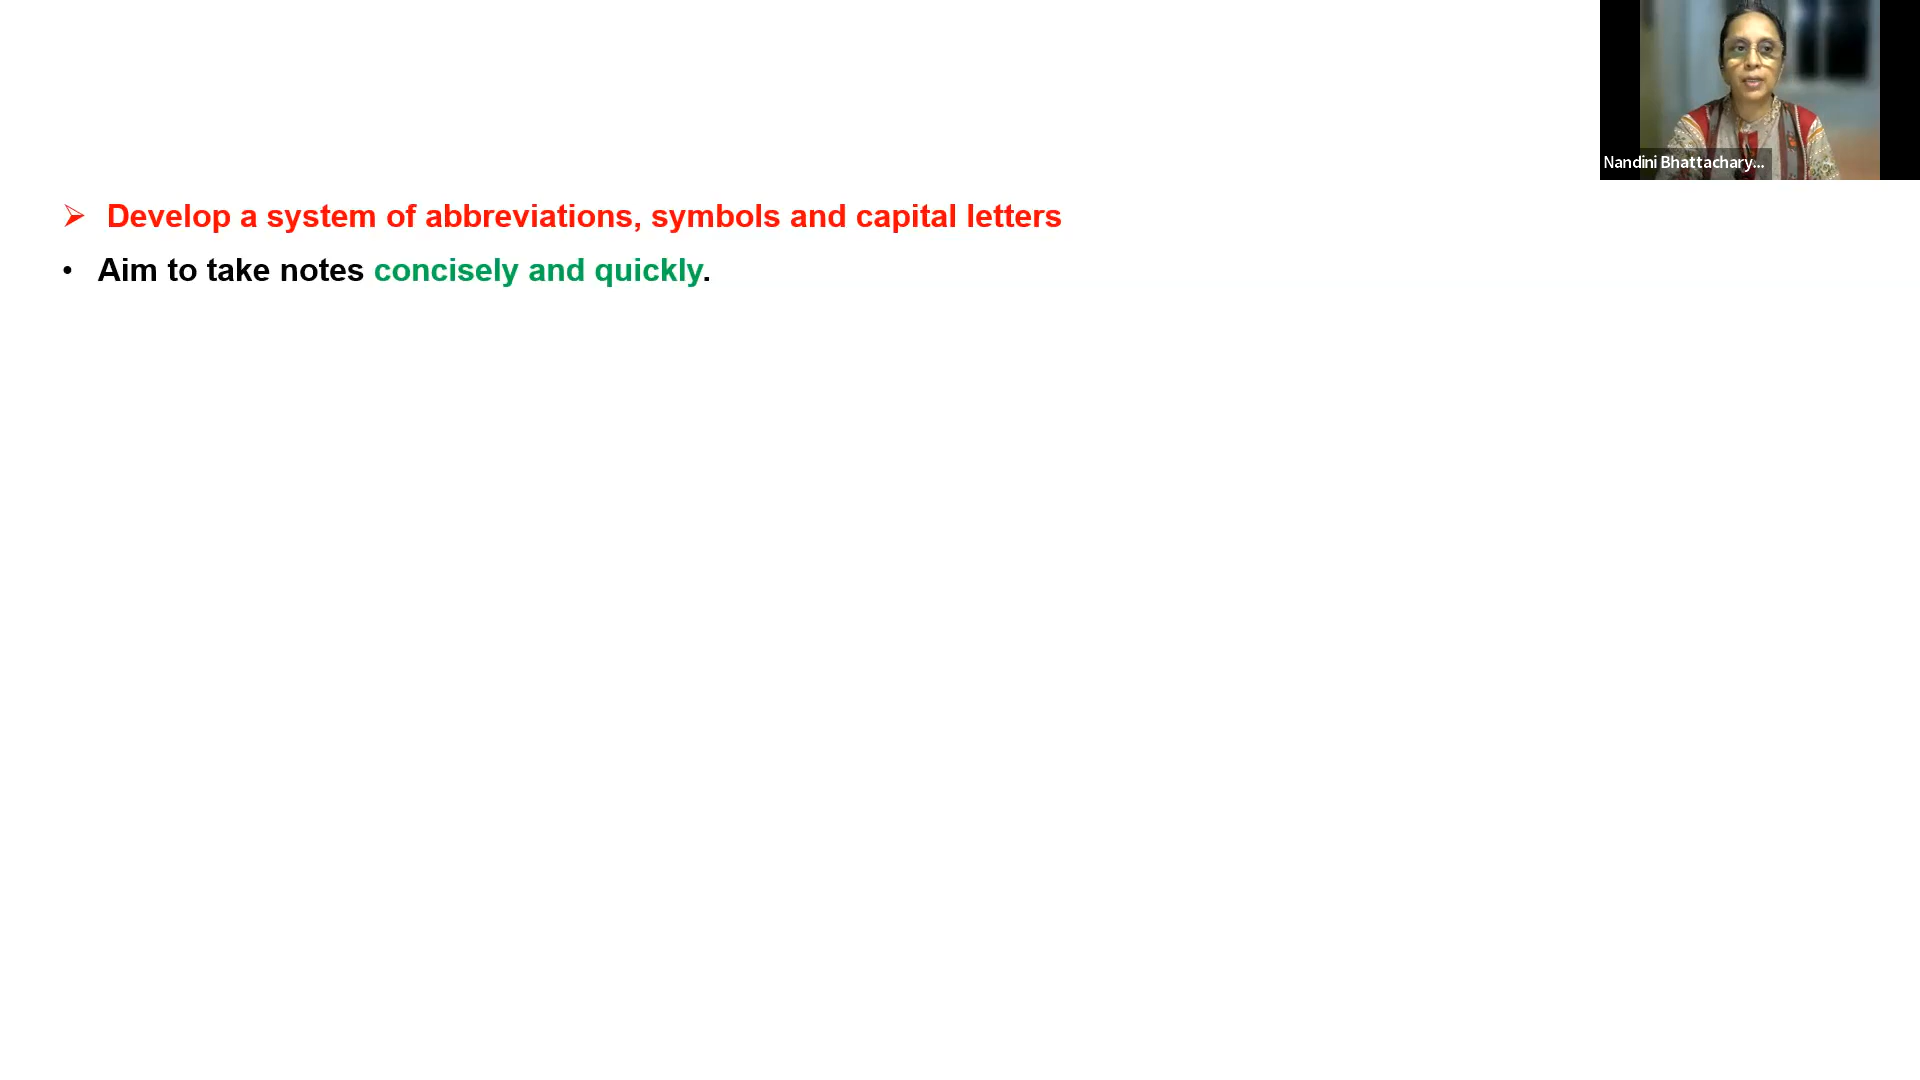 Nandini Bhattachary...
➢ Develop a system of abbreviations, symbols and capital letters
• Aim to take notes concisely and quickly.